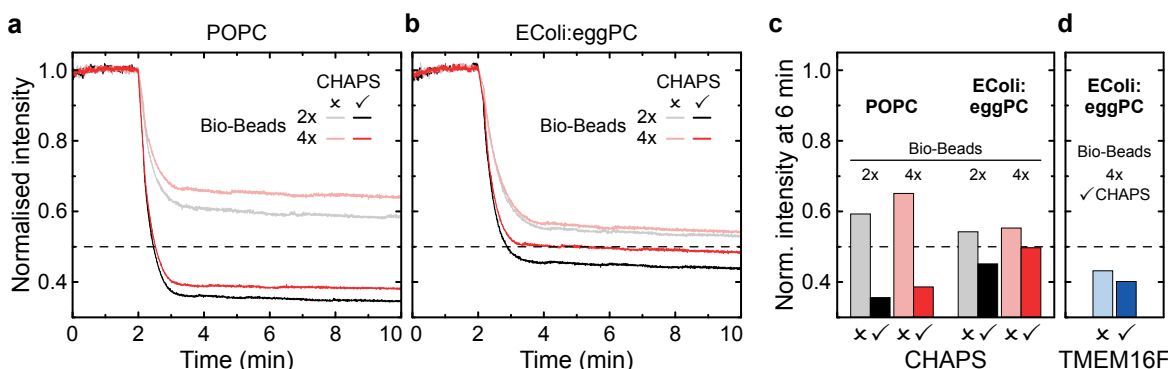 a
POPC
Normalised intensity
1.0
0.8
0.6
0.4
CHAPS
✗ ✓
Bio-Beads 2x
4x
0 2 4 6 8 10
Time (min)
b
EColi:eggPC
CHAPS
✗ ✓
Bio-Beads 2x
4x
0 2 4 6 8 10
Time (min)
c
Norm. intensity at 6 min
1.0
0.8
0.6
0.4
POPC
EColi:
eggPC
Bio-Beads
2x 4x 2x 4x
✗ ✓ ✗ ✓ ✗ ✓ ✗ ✓
CHAPS
d
EColi:
eggPC
Bio-Beads
4x
✓ CHAPS
✗ ✓
TMEM16F